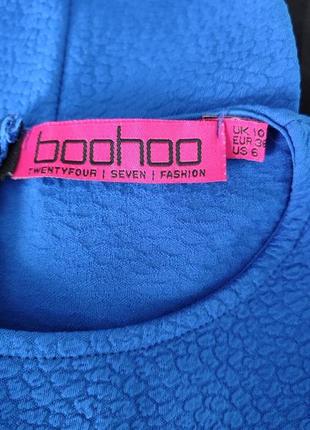 boohoo
TWENTYFOUR | SEVEN | FASHION
UK 10
EUR 38
US 6